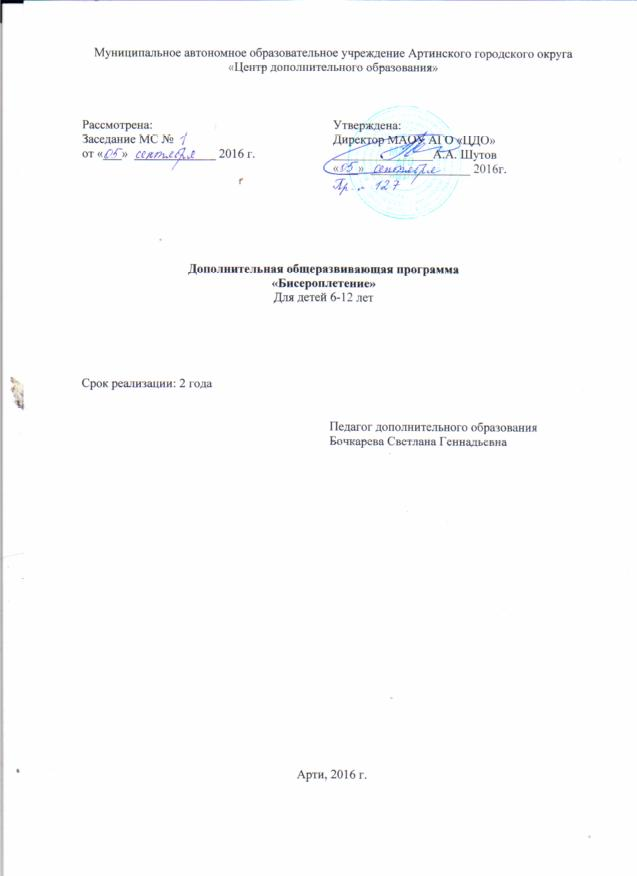 Муниципальное автономное образовательное учреждение Артинского городского округа
«Центр дополнительного образования»
Рассмотрена:
Заседание МС № 1
от «05» сентября 2016 г.
Утверждена:
Директор МАОУ АГО «ЦДО»
А.А. Шутов
«05» сентября 2016г.
Пр. 127
Дополнительная общеразвивающая программа
«Бисероплетение»
Для детей 6-12 лет
Срок реализации: 2 года
Педагог дополнительного образования
Бочкарева Светлана Геннадьевна
Арти, 2016 г.